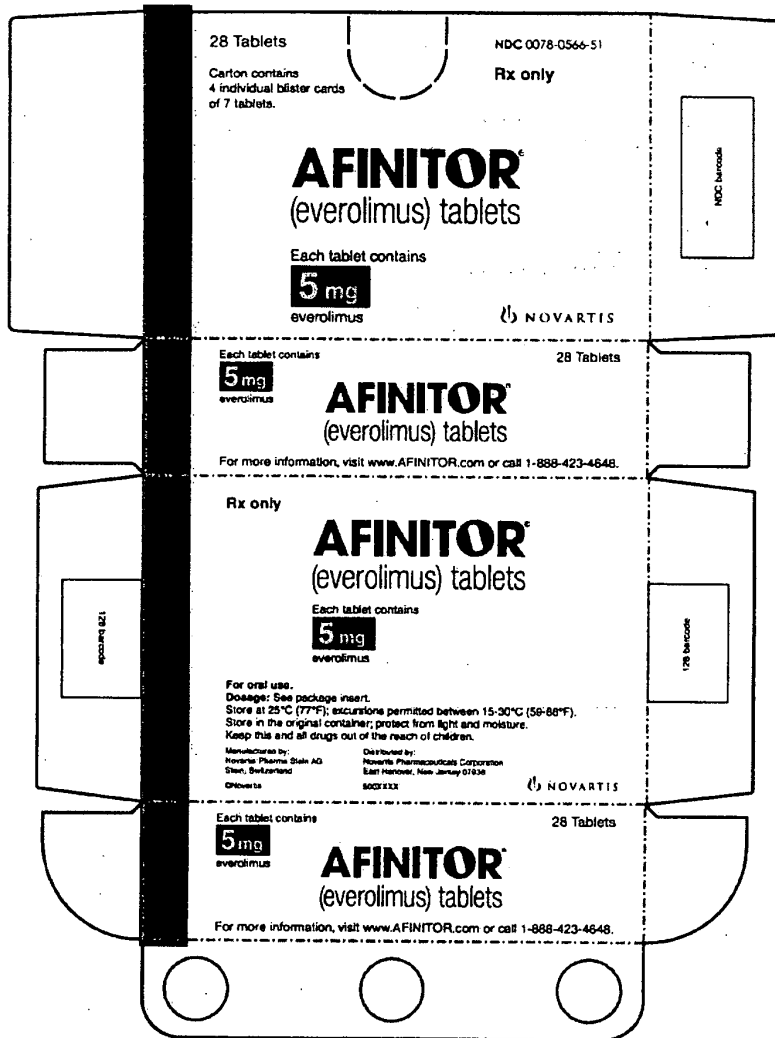 28 Tablets
NDC 0078-0566-51
Carton contains
4 individual blister cards
of 7 tablets.
Rx only
AFINITOR®
(everolimus) tablets
Each tablet contains
5 mg
everolimus
NOVARTIS
NDC barcode
Each tablet contains
5 mg
everolimus
28 Tablets
AFINITOR®
(everolimus) tablets
For more information, visit www.AFINITOR.com or call 1-888-423-4648.
Rx only
AFINITOR®
(everolimus) tablets
Each tablet contains
5 mg
everolimus
128 barcode
128 barcode
For oral use.
Dosage: See package insert.
Store at 25°C (77°F); excursions permitted between 15-30°C (59-86°F).
Store in the original container; protect from light and moisture.
Keep this and all drugs out of the reach of children.
Manufactured by:
Novartis Pharma Stein AG
Stein, Switzerland
©Novartis
Distributed by:
Novartis Pharmaceuticals Corporation
East Hanover, New Jersey 07936
500XXXX
NOVARTIS
Each tablet contains
5 mg
everolimus
28 Tablets
AFINITOR®
(everolimus) tablets
For more information, visit www.AFINITOR.com or call 1-888-423-4648.